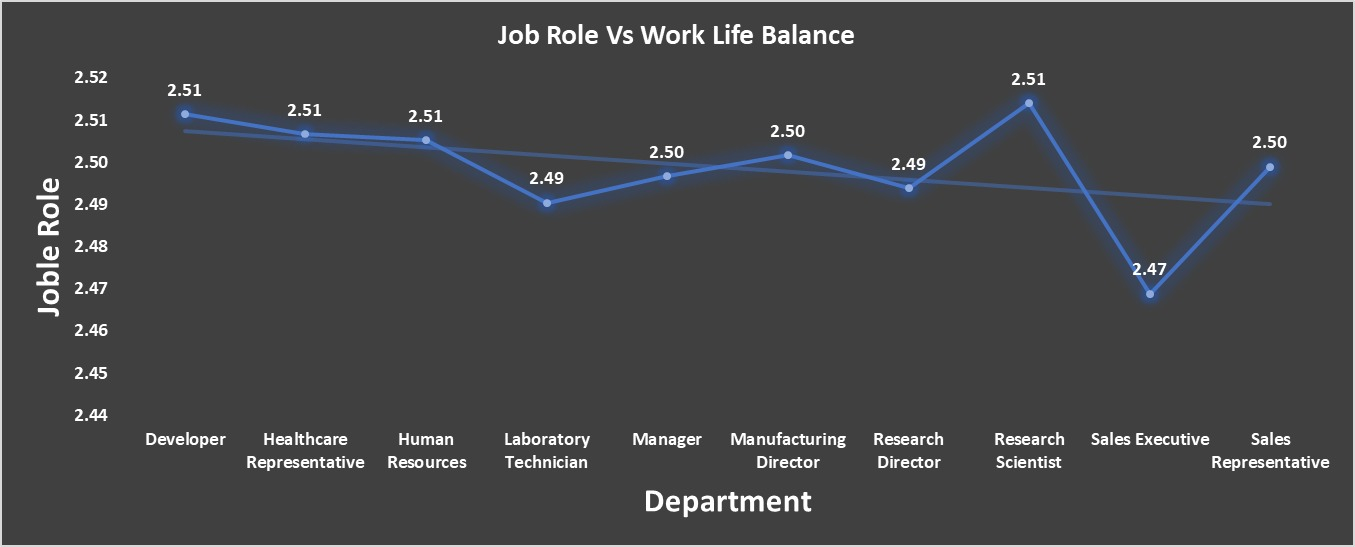 Job Role Vs Work Life Balance
2.52
2.51
2.50
2.49
2.48
2.47
2.46
2.45
2.44
Joble Role
2.51
2.51
2.51
2.49
2.50
2.50
2.49
2.51
2.47
2.50
Developer
Healthcare
Representative
Human
Resources
Laboratory
Technician
Manager
Manufacturing
Director
Research
Director
Research
Scientist
Sales Executive
Sales
Representative
Department